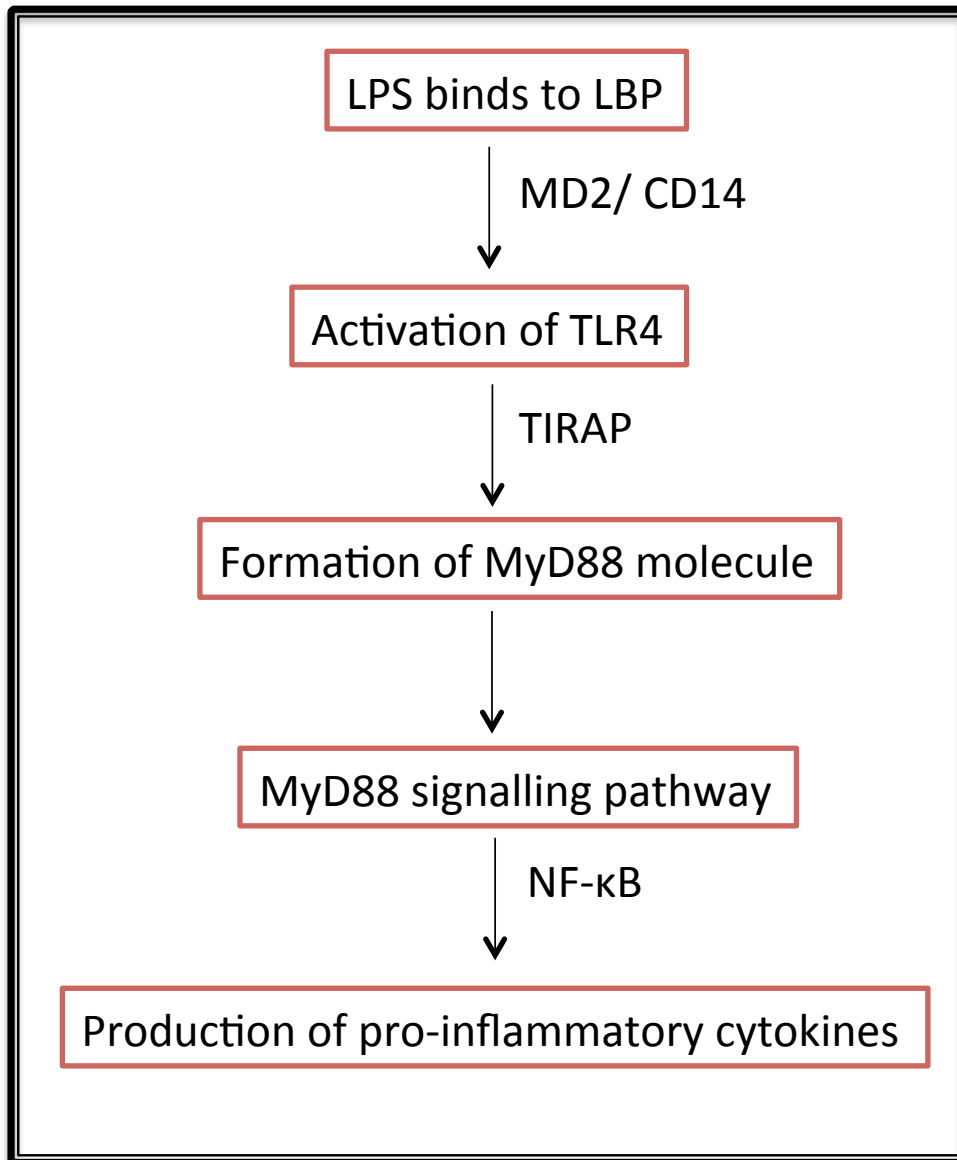 LPS binds to LBP
MD2/ CD14
Activation of TLR4
TIRAP
Formation of MyD88 molecule
MyD88 signalling pathway
NF-κB
Production of pro-inflammatory cytokines